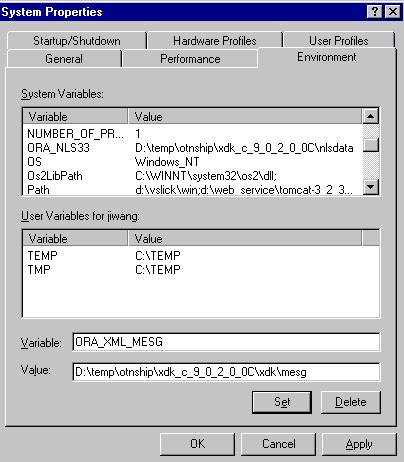 System Properties
Startup/Shutdown Hardware Profiles User Profiles
General Performance Environment
System Variables:
Variable Value
NUMBER_OF_PR... 1
ORA_NLS33 D:\temp\otnship\xdk_c_9_0_2_0_0C\nlsdata
OS Windows_NT
Os2LibPath C:\WINNT\system32\os2\dll;
Path d:\vslick\win;d:\web_service\tomcat-3_2_3...
User Variables for jiwang:
Variable Value
TEMP C:\TEMP
TMP C:\TEMP
Variable: ORA_XML_MESG
Value: D:\temp\otnship\xdk_c_9_0_2_0_0C\xdk\mesg
Set Delete
OK Cancel Apply